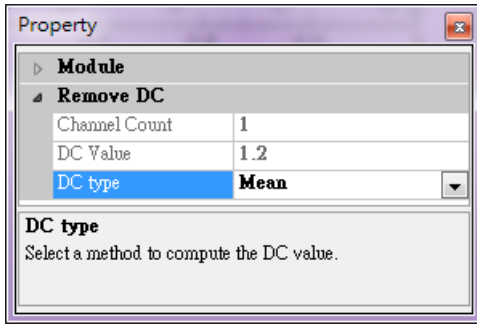 Property
Module
Remove DC
Channel Count 1
DC Value 1.2
DC type Mean
DC type
Select a method to compute the DC value.